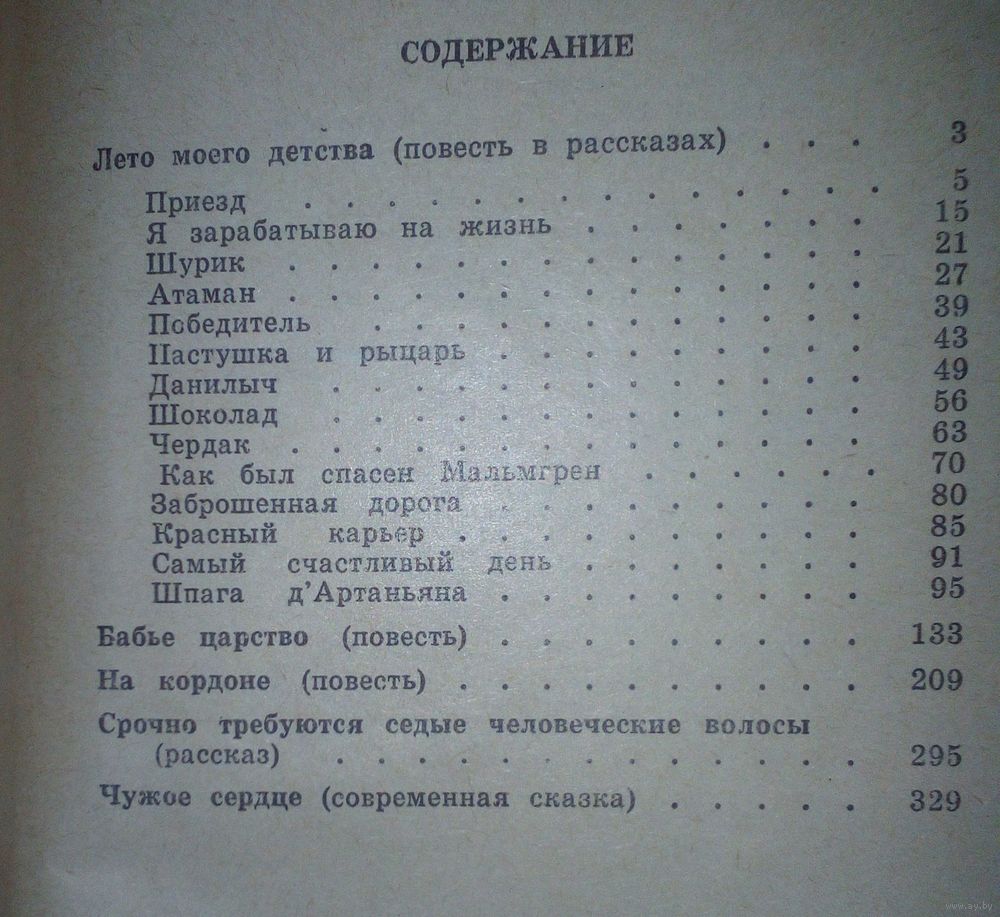 СОДЕРЖАНИЕ
Лето моего детства (повесть в рассказах) . . . 3
Приезд . . . . . . . . . . . . . . 5
Я зарабатываю на жизнь . . . . . . . 15
Шурик . . . . . . . . . . . . . . 21
Атаман . . . . . . . . . . . . . . 27
Победитель . . . . . . . . . . . . 39
Пастушка и рыцарь . . . . . . . . . 43
Данилыч . . . . . . . . . . . . . 49
Шоколад . . . . . . . . . . . . . 56
Чердак . . . . . . . . . . . . . . 63
Как был спасен Мальмгрен . . . . . . 70
Заброшенная дорога . . . . . . . . . 80
Красный карьер . . . . . . . . . . 85
Самый счастливый день . . . . . . . 91
Шпага д'Артаньяна . . . . . . . . . 95
Бабье царство (повесть) . . . . . . . . . 133
На кордоне (повесть) . . . . . . . . . . 209
Срочно требуются седые человеческие волосы
(рассказ) . . . . . . . . . . . . . 295
Чужое сердце (современная сказка) . . . . . 329
www.ay.by